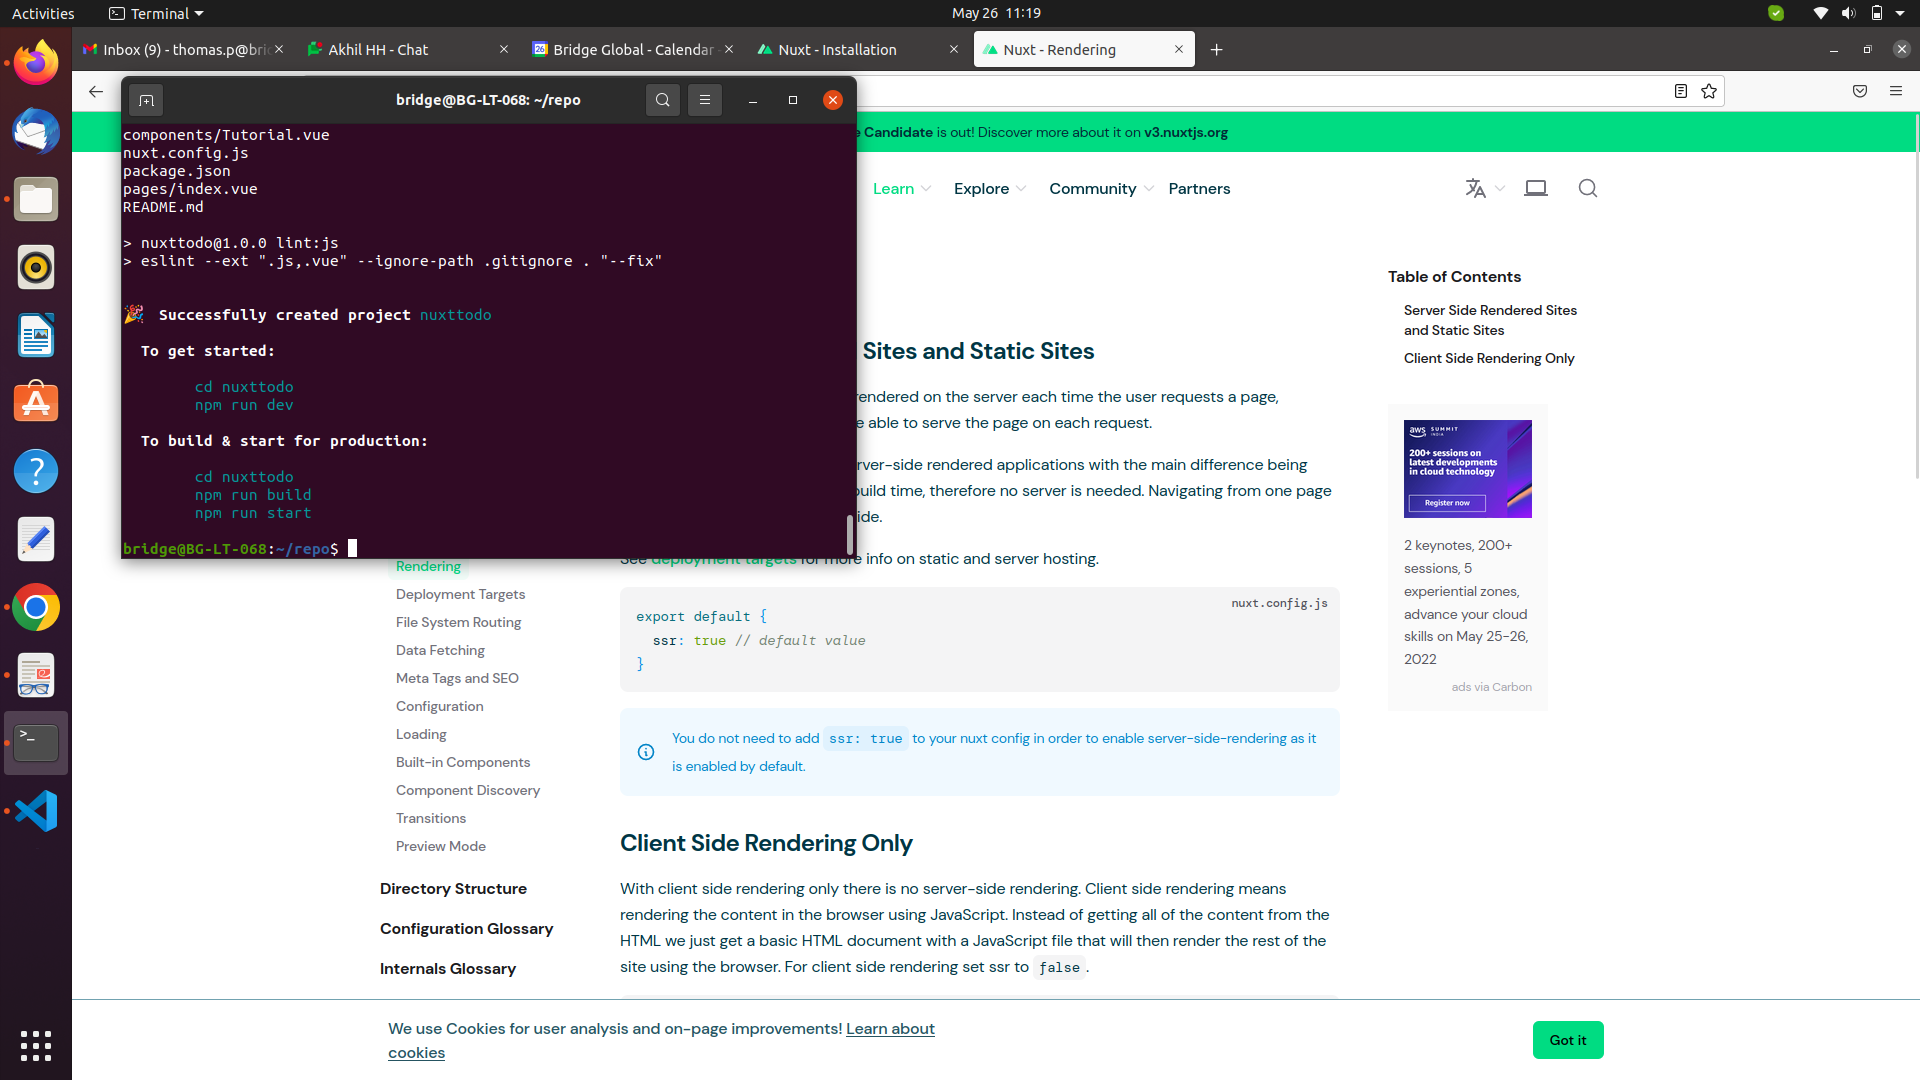 Activities
Terminal
May 26 11:19
Inbox (9) - thomas.p@bri
Akhil HH - Chat
Bridge Global - Calendar
Nuxt - Installation
Nuxt - Rendering
bridge@BG-LT-068: ~/repo
components/Tutorial.vue
nuxt.config.js
package.json
pages/index.vue
README.md
> nuxttodo@1.0.0 lint:js
> eslint --ext ".js,.vue" --ignore-path .gitignore . "--fix"
Successfully created project nuxttodo
To get started:
cd nuxttodo
npm run dev
To build & start for production:
cd nuxttodo
npm run build
npm run start
bridge@BG-LT-068:~/repo$
e Candidate is out! Discover more about it on v3.nuxtjs.org
Learn
Explore
Community
Partners
Sites and Static Sites
rendered on the server each time the user requests a page,
e able to serve the page on each request.
rver-side rendered applications with the main difference being
build time, therefore no server is needed. Navigating from one page
ide.
See deployment targets for more info on static and server hosting.
nuxt.config.js
export default {
ssr: true // default value
}
You do not need to add ssr: true to your nuxt config in order to enable server-side-rendering as it
is enabled by default.
Client Side Rendering Only
With client side rendering only there is no server-side rendering. Client side rendering means
rendering the content in the browser using JavaScript. Instead of getting all of the content from the
HTML we just get a basic HTML document with a JavaScript file that will then render the rest of the
site using the browser. For client side rendering set ssr to false.
Rendering
Deployment Targets
File System Routing
Data Fetching
Meta Tags and SEO
Configuration
Loading
Built-in Components
Component Discovery
Transitions
Preview Mode
Directory Structure
Configuration Glossary
Internals Glossary
Table of Contents
Server Side Rendered Sites
and Static Sites
Client Side Rendering Only
aws SUMMIT
INDIA
200+ sessions on
latest developments
in cloud technology
Register now
2 keynotes, 200+
sessions, 5
experiential zones,
advance your cloud
skills on May 25-26,
2022
ads via Carbon
We use Cookies for user analysis and on-page improvements! Learn about
cookies
Got it